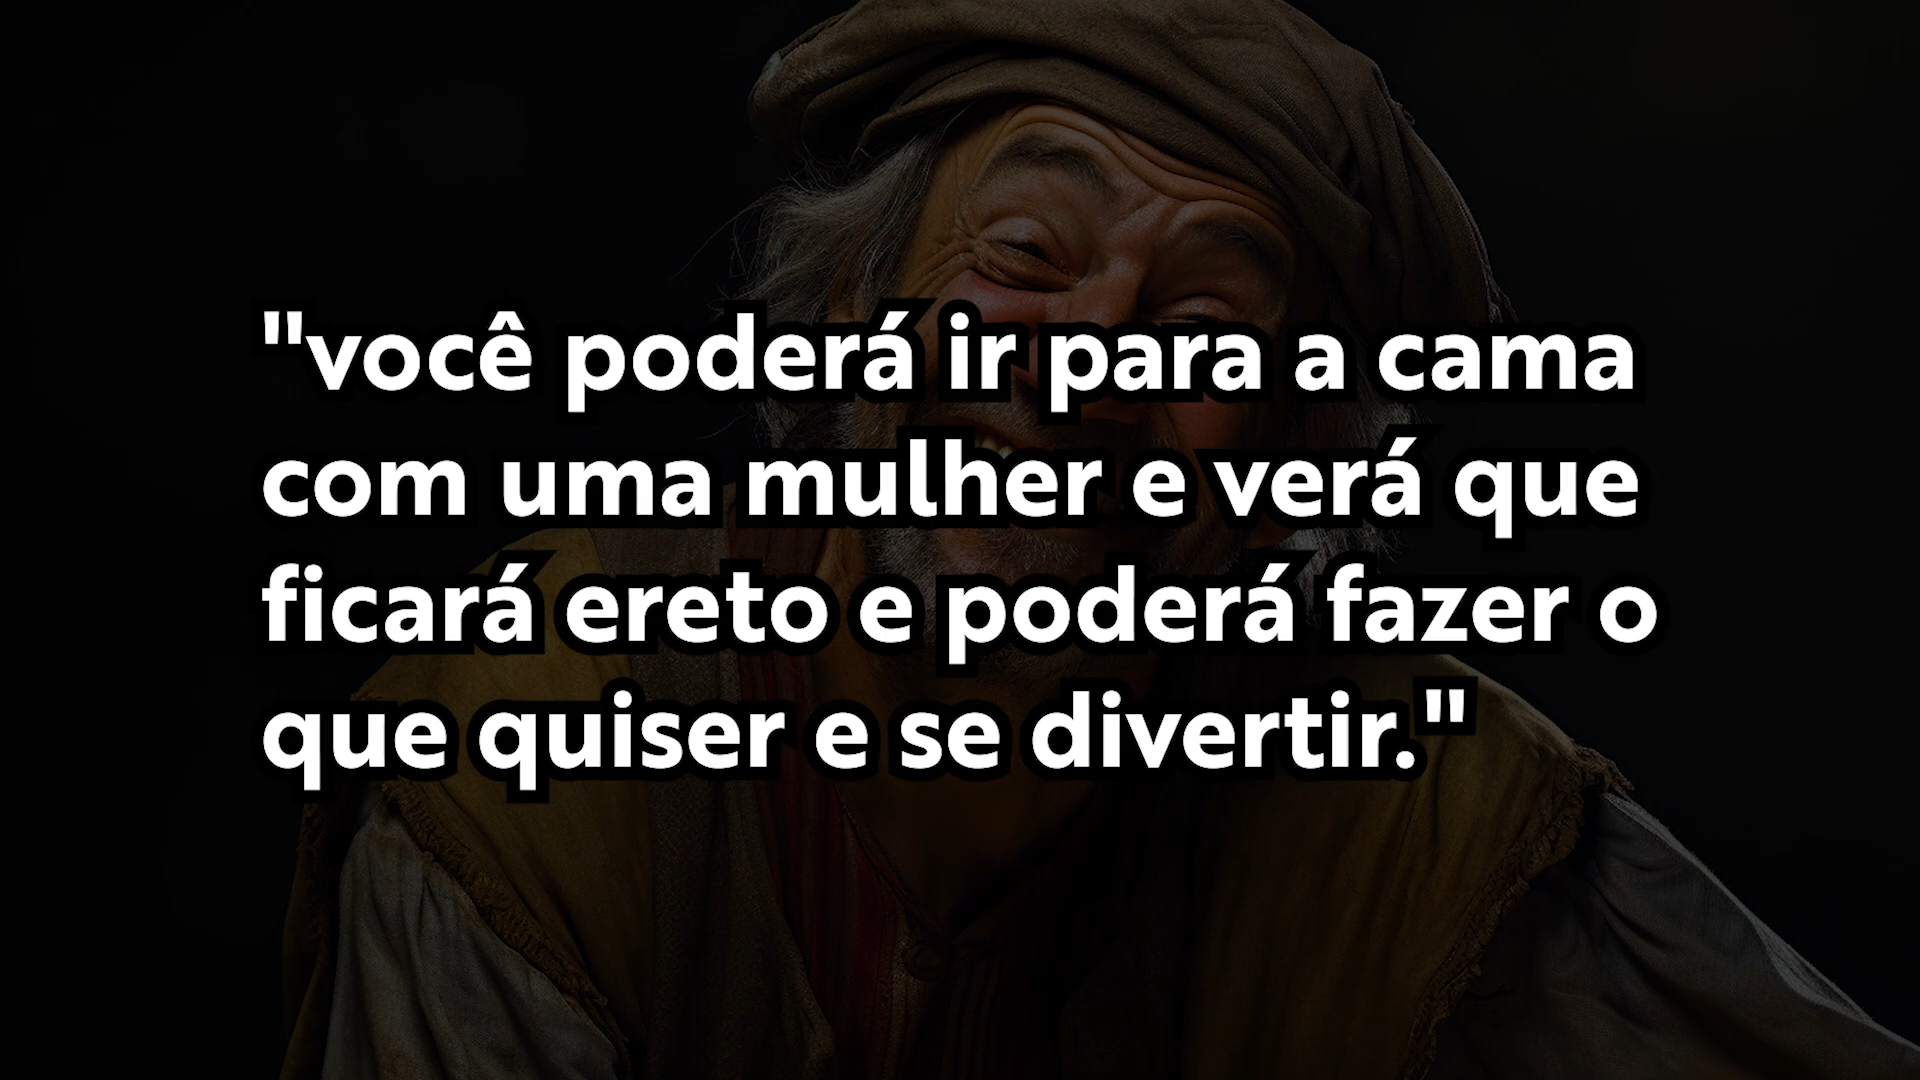 "você poderá ir para a cama
com uma mulher e verá que
ficará ereto e poderá fazer o
que quiser e se divertir."